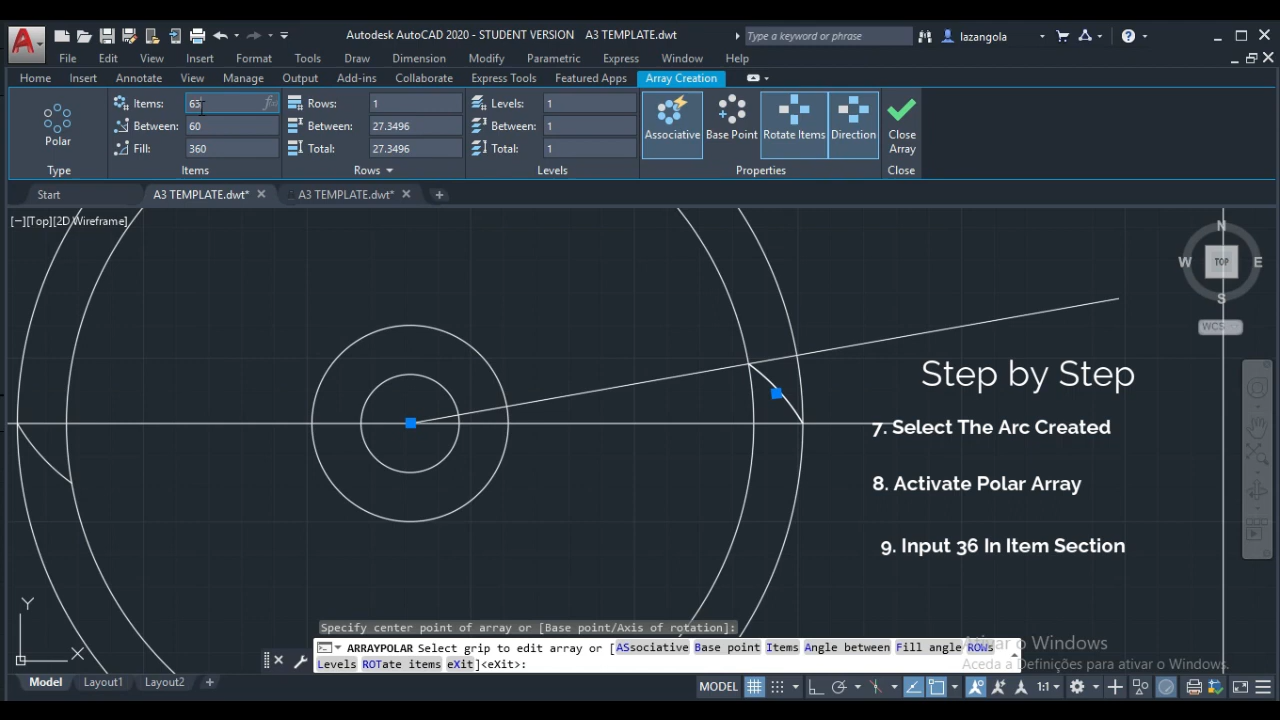 Autodesk AutoCAD 2020 - STUDENT VERSION A3 TEMPLATE.dwt
Type a keyword or phrase
lazangola
File Edit View Insert Format Tools Draw Dimension Modify Parametric Express Window Help
Home Insert Annotate View Manage Output Add-ins Collaborate Express Tools Featured Apps Array Creation
Items: 65
Rows: 1
Levels: 1
Between: 60
Between: 27.3496
Between: 1
Fill: 360
Total: 27.3496
Total: 1
Polar
Associative Base Point Rotate Items Direction
Close
Array
Type Items Rows Levels Properties Close
Start A3 TEMPLATE.dwt* A3 TEMPLATE.dwt*
[−][Top][2D Wireframe]
N
W TOP E
S
WCS
Step by Step
7. Select The Arc Created
8. Activate Polar Array
9. Input 36 In Item Section
Y
X
Specify center point of array or [Base point/Axis of rotation]:
ARRAYPOLAR Select grip to edit array or [ASsociative Base point Items Angle between Fill angle ROWs
Levels ROTate items eXit]<eXit>:
Ativar o Windows
Aceda a Definições para ativar o Windows.
Model Layout1 Layout2
MODEL 1:1